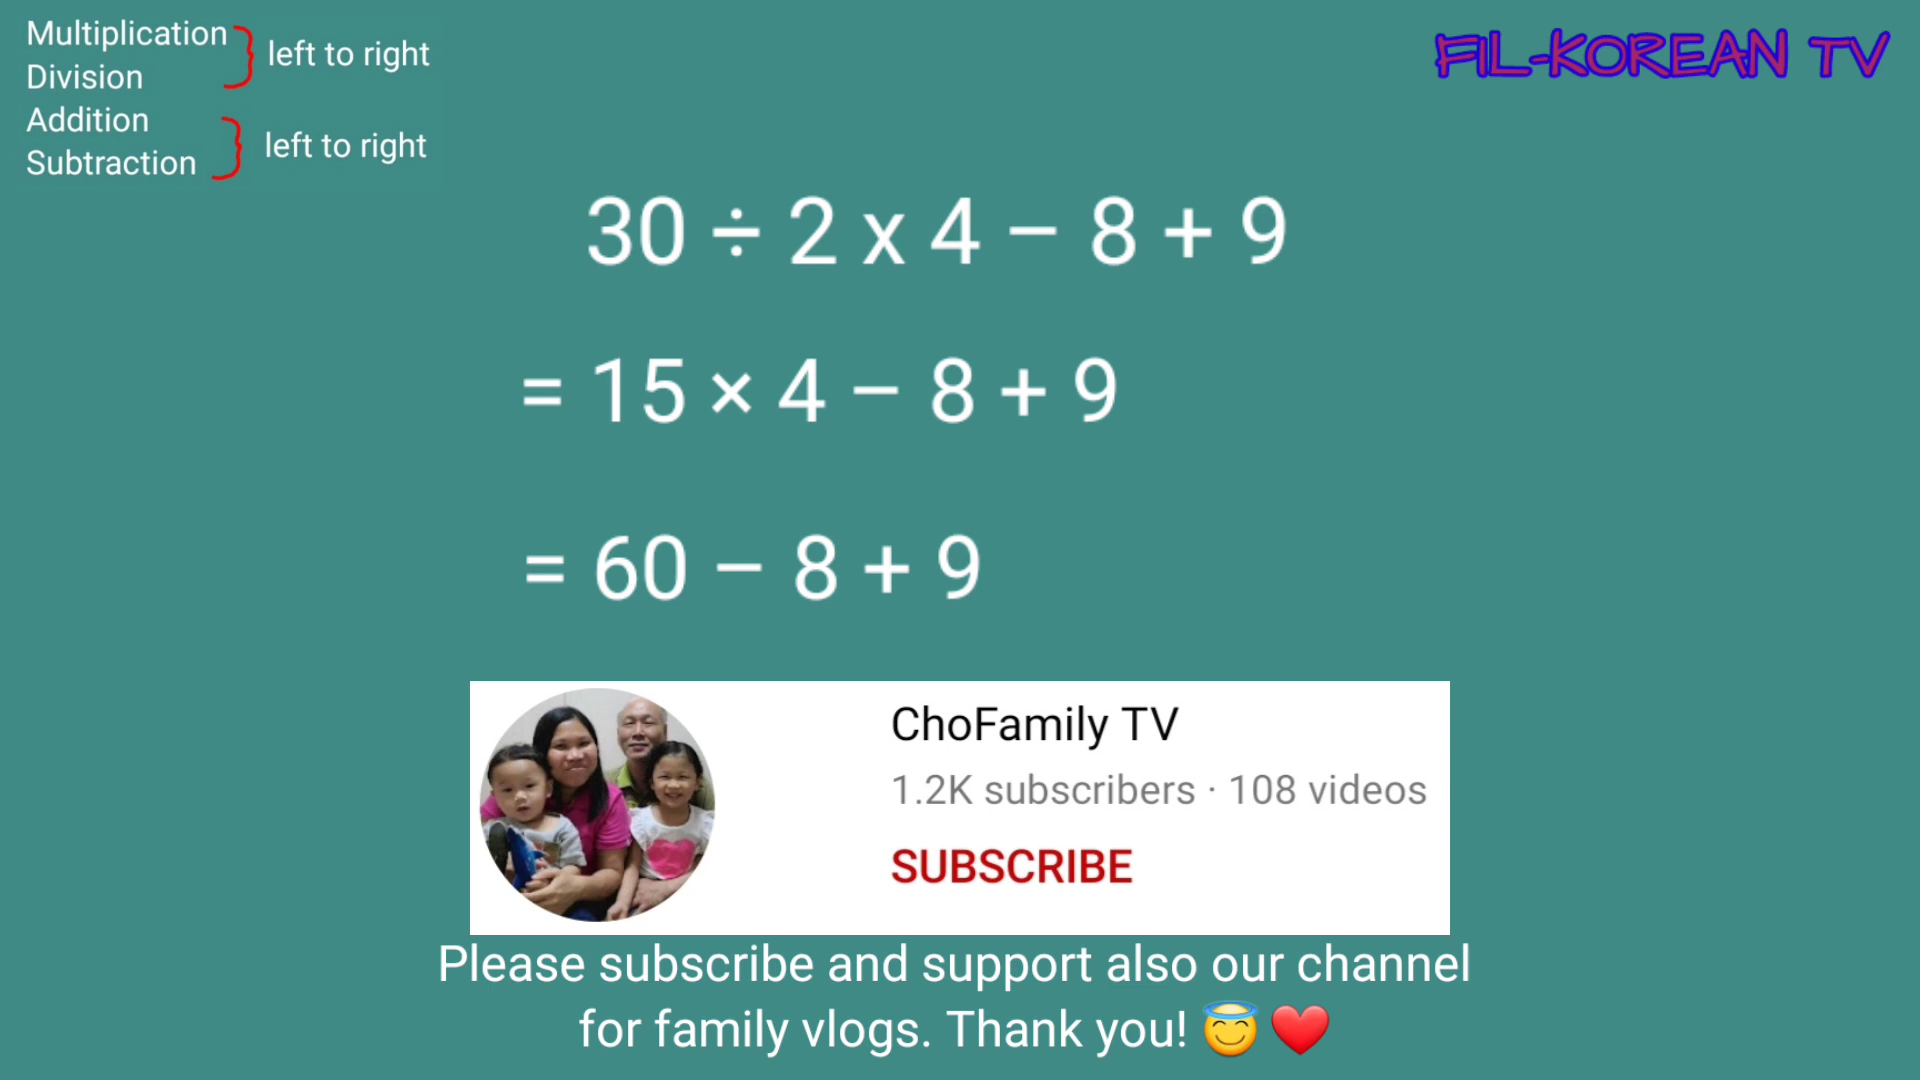 Multiplication
Division
left to right
Addition
Subtraction
left to right
FIL-KOREAN TV
30 ÷ 2 x 4 – 8 + 9
= 15 × 4 – 8 + 9
= 60 – 8 + 9
ChoFamily TV
1.2K subscribers · 108 videos
SUBSCRIBE
Please subscribe and support also our channel
for family vlogs. Thank you! 😇 ❤️